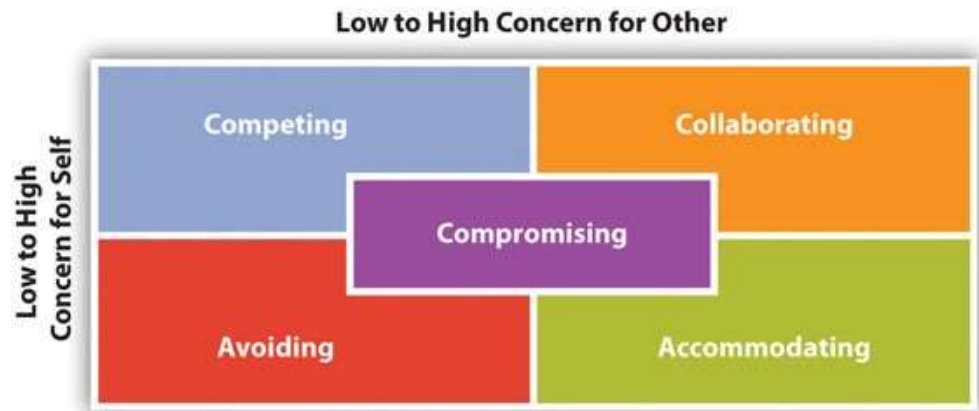 Low to High Concern for Other
Low to High
Concern for Self
Competing
Collaborating
Compromising
Avoiding
Accommodating